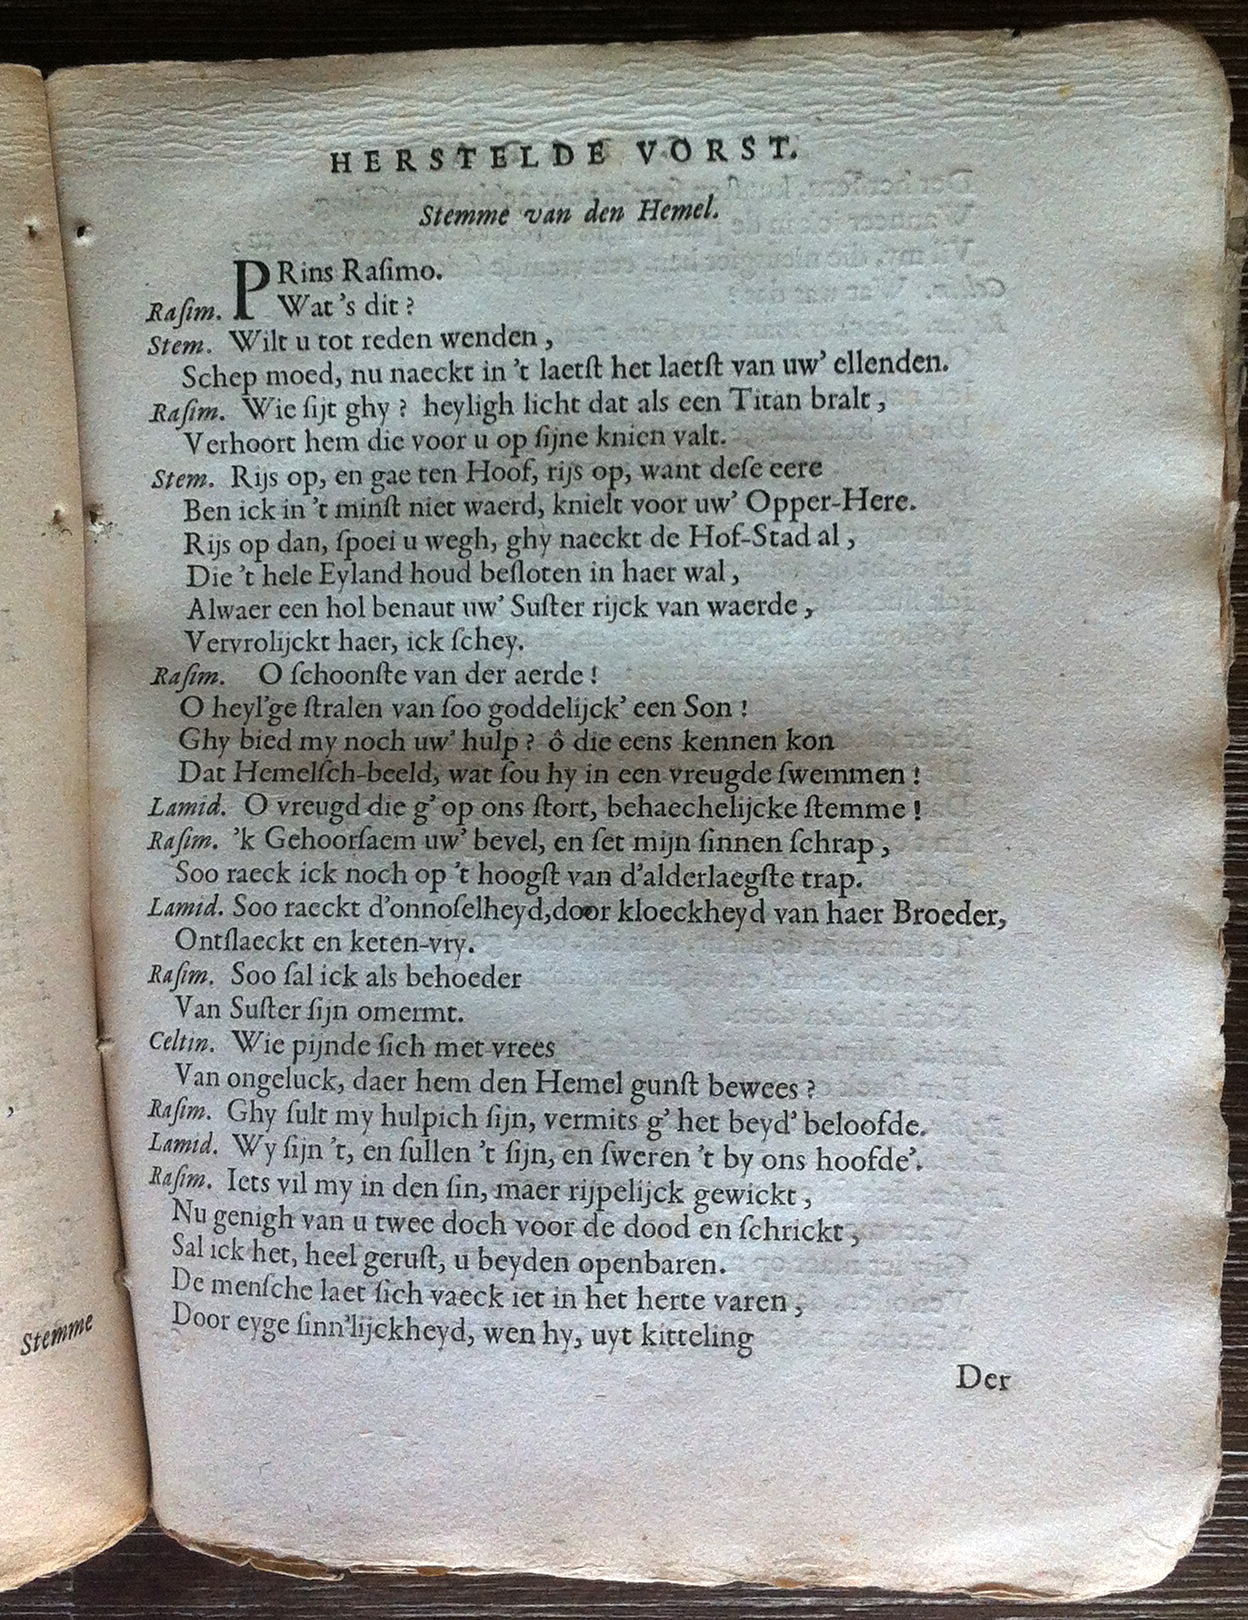 HERSTELDE VORST.
Stemme van den Hemel.
PRins Raſimo.
Raſim. Wat 's dit?
Stem. Wilt u tot reden wenden,
Schep moed, nu naeckt in 't laetſt het laetſt van uw' ellenden.
Raſim. Wie ſijt ghy? heyligh licht dat als een Titan bralt,
Verhoort hem die voor u op ſijne knien valt.
Stem. Rijs op, en gae ten Hoof, rijs op, want deſe eere
Ben ick in 't minſt niet waerd, knielt voor uw' Opper-Here.
Rijs op dan, ſpoei u wegh, ghy naeckt de Hof-Stad al,
Die 't hele Eyland houd beſloten in haer wal,
Alwaer een hol benaut uw' Suſter rijck van waerde,
Vervrolijckt haer, ick ſchey.
Raſim. O ſchoonſte van der aerde!
O heyl'ge ſtralen van ſoo goddelijck' een Son!
Ghy bied my noch uw' hulp? ô die eens kennen kon
Dat Hemelſch-beeld, wat ſou hy in een vreugde ſwemmen!
Lamid. O vreugd die g' op ons ſtort, behaechelijcke ſtemme!
Raſim. 'k Gehoorſaem uw' bevel, en ſet mijn ſinnen ſchrap,
Soo raeck ick noch op 't hoogſt van d'alderlaegſte trap.
Lamid. Soo raeckt d'onnoſelheyd,door kloeckheyd van haer Broeder,
Ontſlaeckt en keten-vry.
Raſim. Soo ſal ick als behoeder
Van Suſter ſijn omermt.
Celtin. Wie pijnde ſich met vrees
Van ongeluck, daer hem den Hemel gunſt bewees?
Raſim. Ghy ſult my hulpich ſijn, vermits g' het beyd' beloofde.
Lamid. Wy ſijn 't, en ſullen 't ſijn, en ſweren 't by ons hoofde'.
Raſim. Iets vil my in den ſin, maer rijpelijck gewickt,
Nu genigh van u twee doch voor de dood en ſchrickt,
Sal ick het, heel geruſt, u beyden openbaren.
De menſche laet ſich vaeck iet in het herte varen,
Door eyge ſinn'lijckheyd, wen hy, uyt kitteling
Der
Stemme